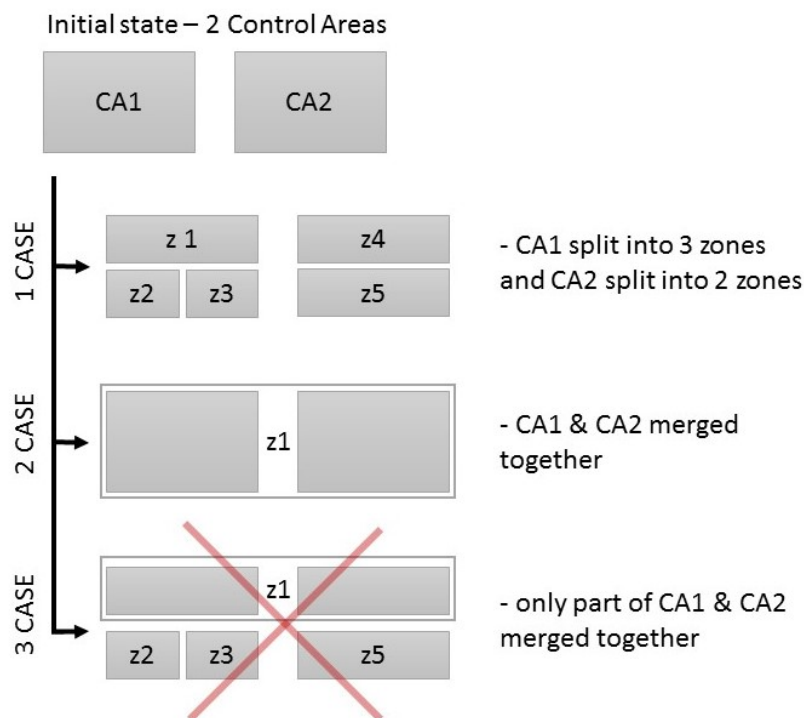 Initial state – 2 Control Areas
CA1
CA2
1 CASE
z 1
z4
z2
z3
z5
- CA1 split into 3 zones
and CA2 split into 2 zones
2 CASE
z1
- CA1 & CA2 merged
together
3 CASE
z1
z2
z3
z5
- only part of CA1 & CA2
merged together